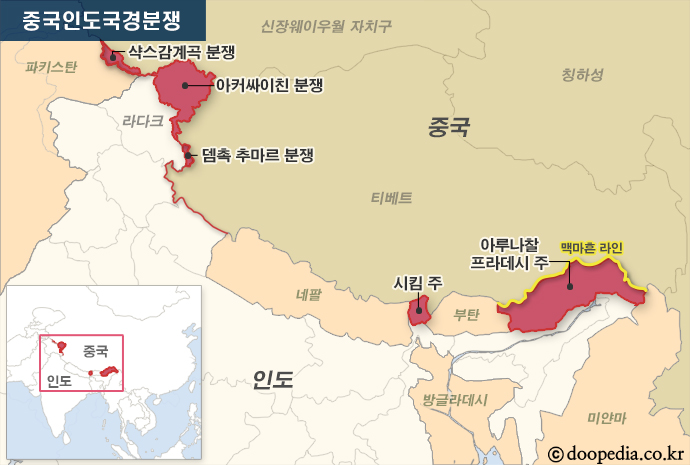 중국인도국경분쟁
신장웨이우얼 자치구
샥스감계곡 분쟁
파키스탄
칭하성
아커싸이친 분쟁
라다크
중국
뎀촉 추마르 분쟁
티베트
아루나찰
프라데시 주
맥마흔 라인
시킴 주
네팔
부탄
중국
인도
인도
방글라데시
미얀마
ⓒ doopedia.co.kr